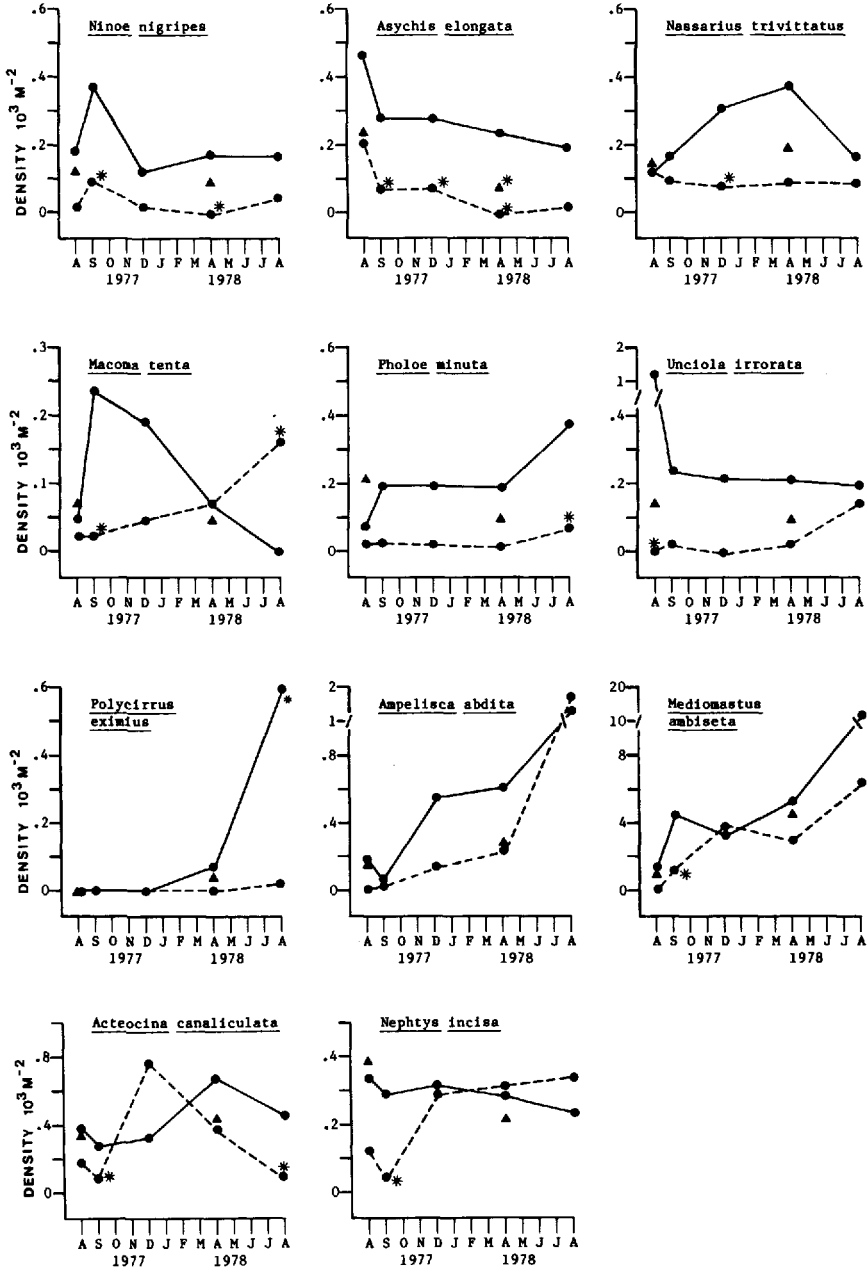 Ninoe nigripes
Asychis elongata
Nassarius trivittatus
DENSITY 10³ M⁻²
.6
.4
.2
0
.6
.4
.2
0
.6
.4
.2
0
A S O N D J F M A M J J A
1977 1978
A S O N D J F M A M J J A
1977 1978
A S O N D J F M A M J J A
1977 1978
Macoma tenta
Pholoe minuta
Unciola irrorata
DENSITY 10³ M⁻²
.3
.2
.1
0
.6
.4
.2
0
2
1
.4
.2
0
A S O N D J F M A M J J A
1977 1978
A S O N D J F M A M J J A
1977 1978
A S O N D J F M A M J J A
1977 1978
Polycirrus
eximius
Ampelisca abdita
Mediomastus
ambiseta
DENSITY 10³ M⁻²
.6
.4
.2
0
2
1
.8
.4
0
20
10
8
4
0
A S O N D J F M A M J J A
1977 1978
A S O N D J F M A M J J A
1977 1978
A S O N D J F M A M J J A
1977 1978
Acteocina canaliculata
Nephtys incisa
DENSITY 10³ M⁻²
.8
.4
0
.4
.2
0
A S O N D J F M A M J J A
1977 1978
A S O N D J F M A M J J A
1977 1978